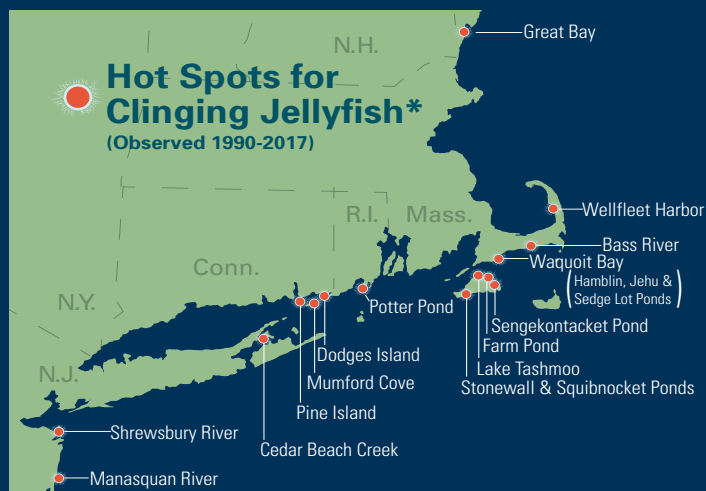 Hot Spots for
Clinging Jellyfish*
(Observed 1990-2017)
N.H.
Great Bay
Wellfleet Harbor
R.I.
Mass.
Bass River
Waquoit Bay
(Hamblin, Jehu &
Sedge Lot Ponds)
Conn.
N.Y.
Potter Pond
Sengekontacket Pond
Farm Pond
Lake Tashmoo
Stonewall & Squibnocket Ponds
Dodges Island
Mumford Cove
Pine Island
Cedar Beach Creek
N.J.
Shrewsbury River
Manasquan River